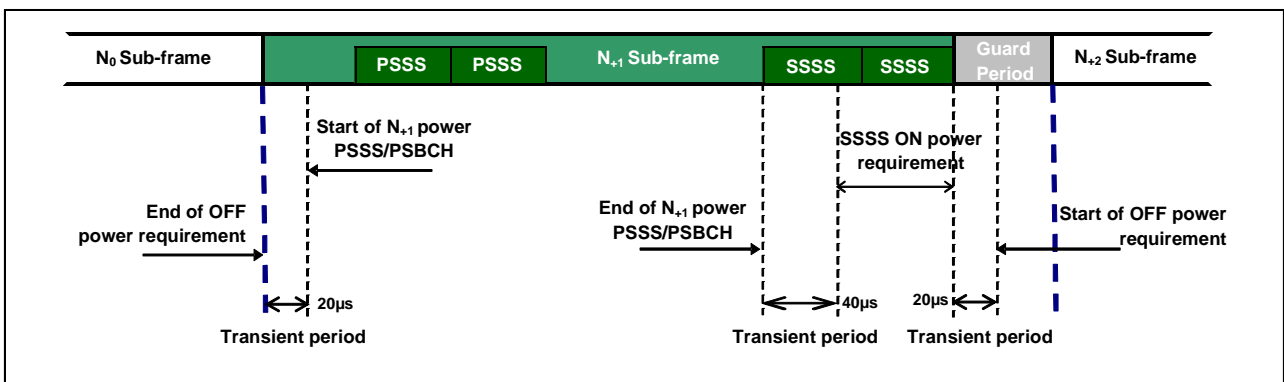 N0 Sub-frame
PSSS
PSSS
N+1 Sub-frame
SSSS
SSSS
Guard
Period
N+2 Sub-frame
Start of N+1 power
PSSS/PSBCH
SSSS ON power
requirement
End of OFF
power requirement
End of N+1 power
PSSS/PSBCH
Start of OFF power
requirement
20µs
40µs
20µs
Transient period
Transient period
Transient period